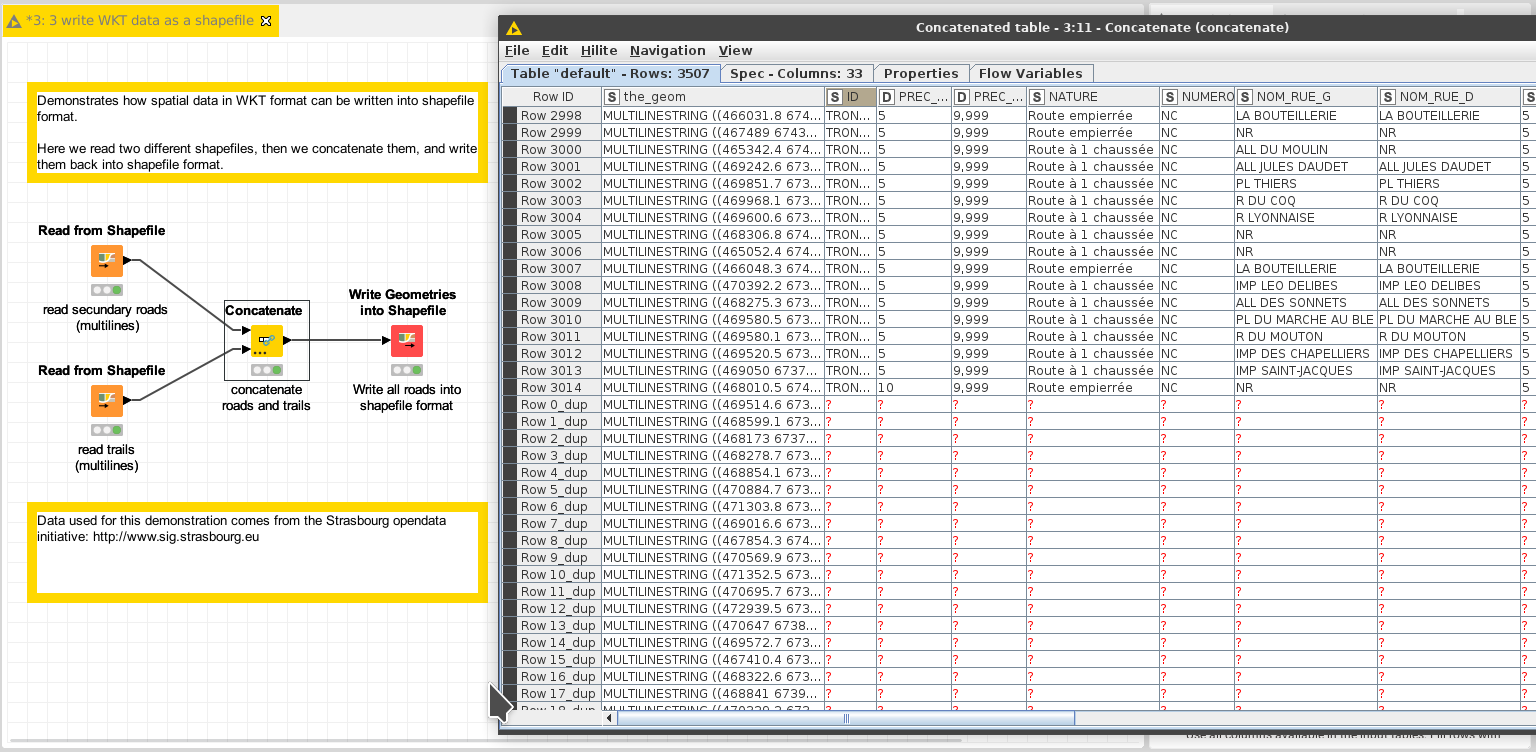 *3: 3 write WKT data as a shapefile
Demonstrates how spatial data in WKT format can be written into shapefile
format.
Here we read two different shapefiles, then we concatenate them, and write
them back into shapefile format.
Read from Shapefile
read secundary roads
(multilines)
Read from Shapefile
read trails
(multilines)
Concatenate
concatenate
roads and trails
Write Geometries
into Shapefile
Write all roads into
shapefile format
Data used for this demonstration comes from the Strasbourg opendata
initiative: http://www.sig.strasbourg.eu
Concatenated table - 3:11 - Concatenate (concatenate)
File Edit Hilite Navigation View
Table "default" - Rows: 3507 Spec - Columns: 33 Properties Flow Variables
Row ID S the_geom S ID D PREC_... D PREC_... S NATURE S NUMERO S NOM_RUE_G S NOM_RUE_D S
Row 2998 MULTILINESTRING ((466031.8 674... TRON... 5 9,999 Route empierrée NC LA BOUTEILLERIE LA BOUTEILLERIE 5
Row 2999 MULTILINESTRING ((467489 6743... TRON... 5 9,999 Route empierrée NC NR NR 5
Row 3000 MULTILINESTRING ((465342.4 674... TRON... 5 9,999 Route à 1 chaussée NC ALL DU MOULIN NR 5
Row 3001 MULTILINESTRING ((469242.6 673... TRON... 5 9,999 Route à 1 chaussée NC ALL JULES DAUDET ALL JULES DAUDET 5
Row 3002 MULTILINESTRING ((469851.7 673... TRON... 5 9,999 Route à 1 chaussée NC PL THIERS PL THIERS 5
Row 3003 MULTILINESTRING ((469968.1 673... TRON... 5 9,999 Route à 1 chaussée NC R DU COQ R DU COQ 5
Row 3004 MULTILINESTRING ((469600.6 673... TRON... 5 9,999 Route à 1 chaussée NC R LYONNAISE R LYONNAISE 5
Row 3005 MULTILINESTRING ((468306.8 674... TRON... 5 9,999 Route à 1 chaussée NC NR NR 5
Row 3006 MULTILINESTRING ((465052.4 674... TRON... 5 9,999 Route à 1 chaussée NC NR NR 5
Row 3007 MULTILINESTRING ((466048.3 674... TRON... 5 9,999 Route empierrée NC LA BOUTEILLERIE LA BOUTEILLERIE 5
Row 3008 MULTILINESTRING ((470392.2 673... TRON... 5 9,999 Route à 1 chaussée NC IMP LEO DELIBES IMP LEO DELIBES 5
Row 3009 MULTILINESTRING ((468275.3 673... TRON... 5 9,999 Route à 1 chaussée NC ALL DES SONNETS ALL DES SONNETS 5
Row 3010 MULTILINESTRING ((469580.5 673... TRON... 5 9,999 Route à 1 chaussée NC PL DU MARCHE AU BLE PL DU MARCHE AU BLE 5
Row 3011 MULTILINESTRING ((469580.1 673... TRON... 5 9,999 Route à 1 chaussée NC R DU MOUTON R DU MOUTON 5
Row 3012 MULTILINESTRING ((469520.5 673... TRON... 5 9,999 Route à 1 chaussée NC IMP DES CHAPELLIERS IMP DES CHAPELLIERS 5
Row 3013 MULTILINESTRING ((469050 6737... TRON... 5 9,999 Route à 1 chaussée NC IMP SAINT-JACQUES IMP SAINT-JACQUES 5
Row 3014 MULTILINESTRING ((468010.5 674... TRON... 10 9,999 Route empierrée NC NR NR 5
Row 0_dup MULTILINESTRING ((469514.6 673... ? ? ? ? ? ? ? ?
Row 1_dup MULTILINESTRING ((468599.1 673... ? ? ? ? ? ? ? ?
Row 2_dup MULTILINESTRING ((468173 6737... ? ? ? ? ? ? ? ?
Row 3_dup MULTILINESTRING ((468278.7 673... ? ? ? ? ? ? ? ?
Row 4_dup MULTILINESTRING ((468854.1 673... ? ? ? ? ? ? ? ?
Row 5_dup MULTILINESTRING ((470884.7 673... ? ? ? ? ? ? ? ?
Row 6_dup MULTILINESTRING ((471303.8 673... ? ? ? ? ? ? ? ?
Row 7_dup MULTILINESTRING ((469016.6 673... ? ? ? ? ? ? ? ?
Row 8_dup MULTILINESTRING ((467854.3 674... ? ? ? ? ? ? ? ?
Row 9_dup MULTILINESTRING ((470569.9 673... ? ? ? ? ? ? ? ?
Row 10_dup MULTILINESTRING ((471352.5 673... ? ? ? ? ? ? ? ?
Row 11_dup MULTILINESTRING ((470695.7 673... ? ? ? ? ? ? ? ?
Row 12_dup MULTILINESTRING ((472939.5 673... ? ? ? ? ? ? ? ?
Row 13_dup MULTILINESTRING ((470647 6738... ? ? ? ? ? ? ? ?
Row 14_dup MULTILINESTRING ((469572.7 673... ? ? ? ? ? ? ? ?
Row 15_dup MULTILINESTRING ((467410.4 673... ? ? ? ? ? ? ? ?
Row 16_dup MULTILINESTRING ((468322.6 673... ? ? ? ? ? ? ? ?
Row 17_dup MULTILINESTRING ((468841 6739... ? ? ? ? ? ? ? ?